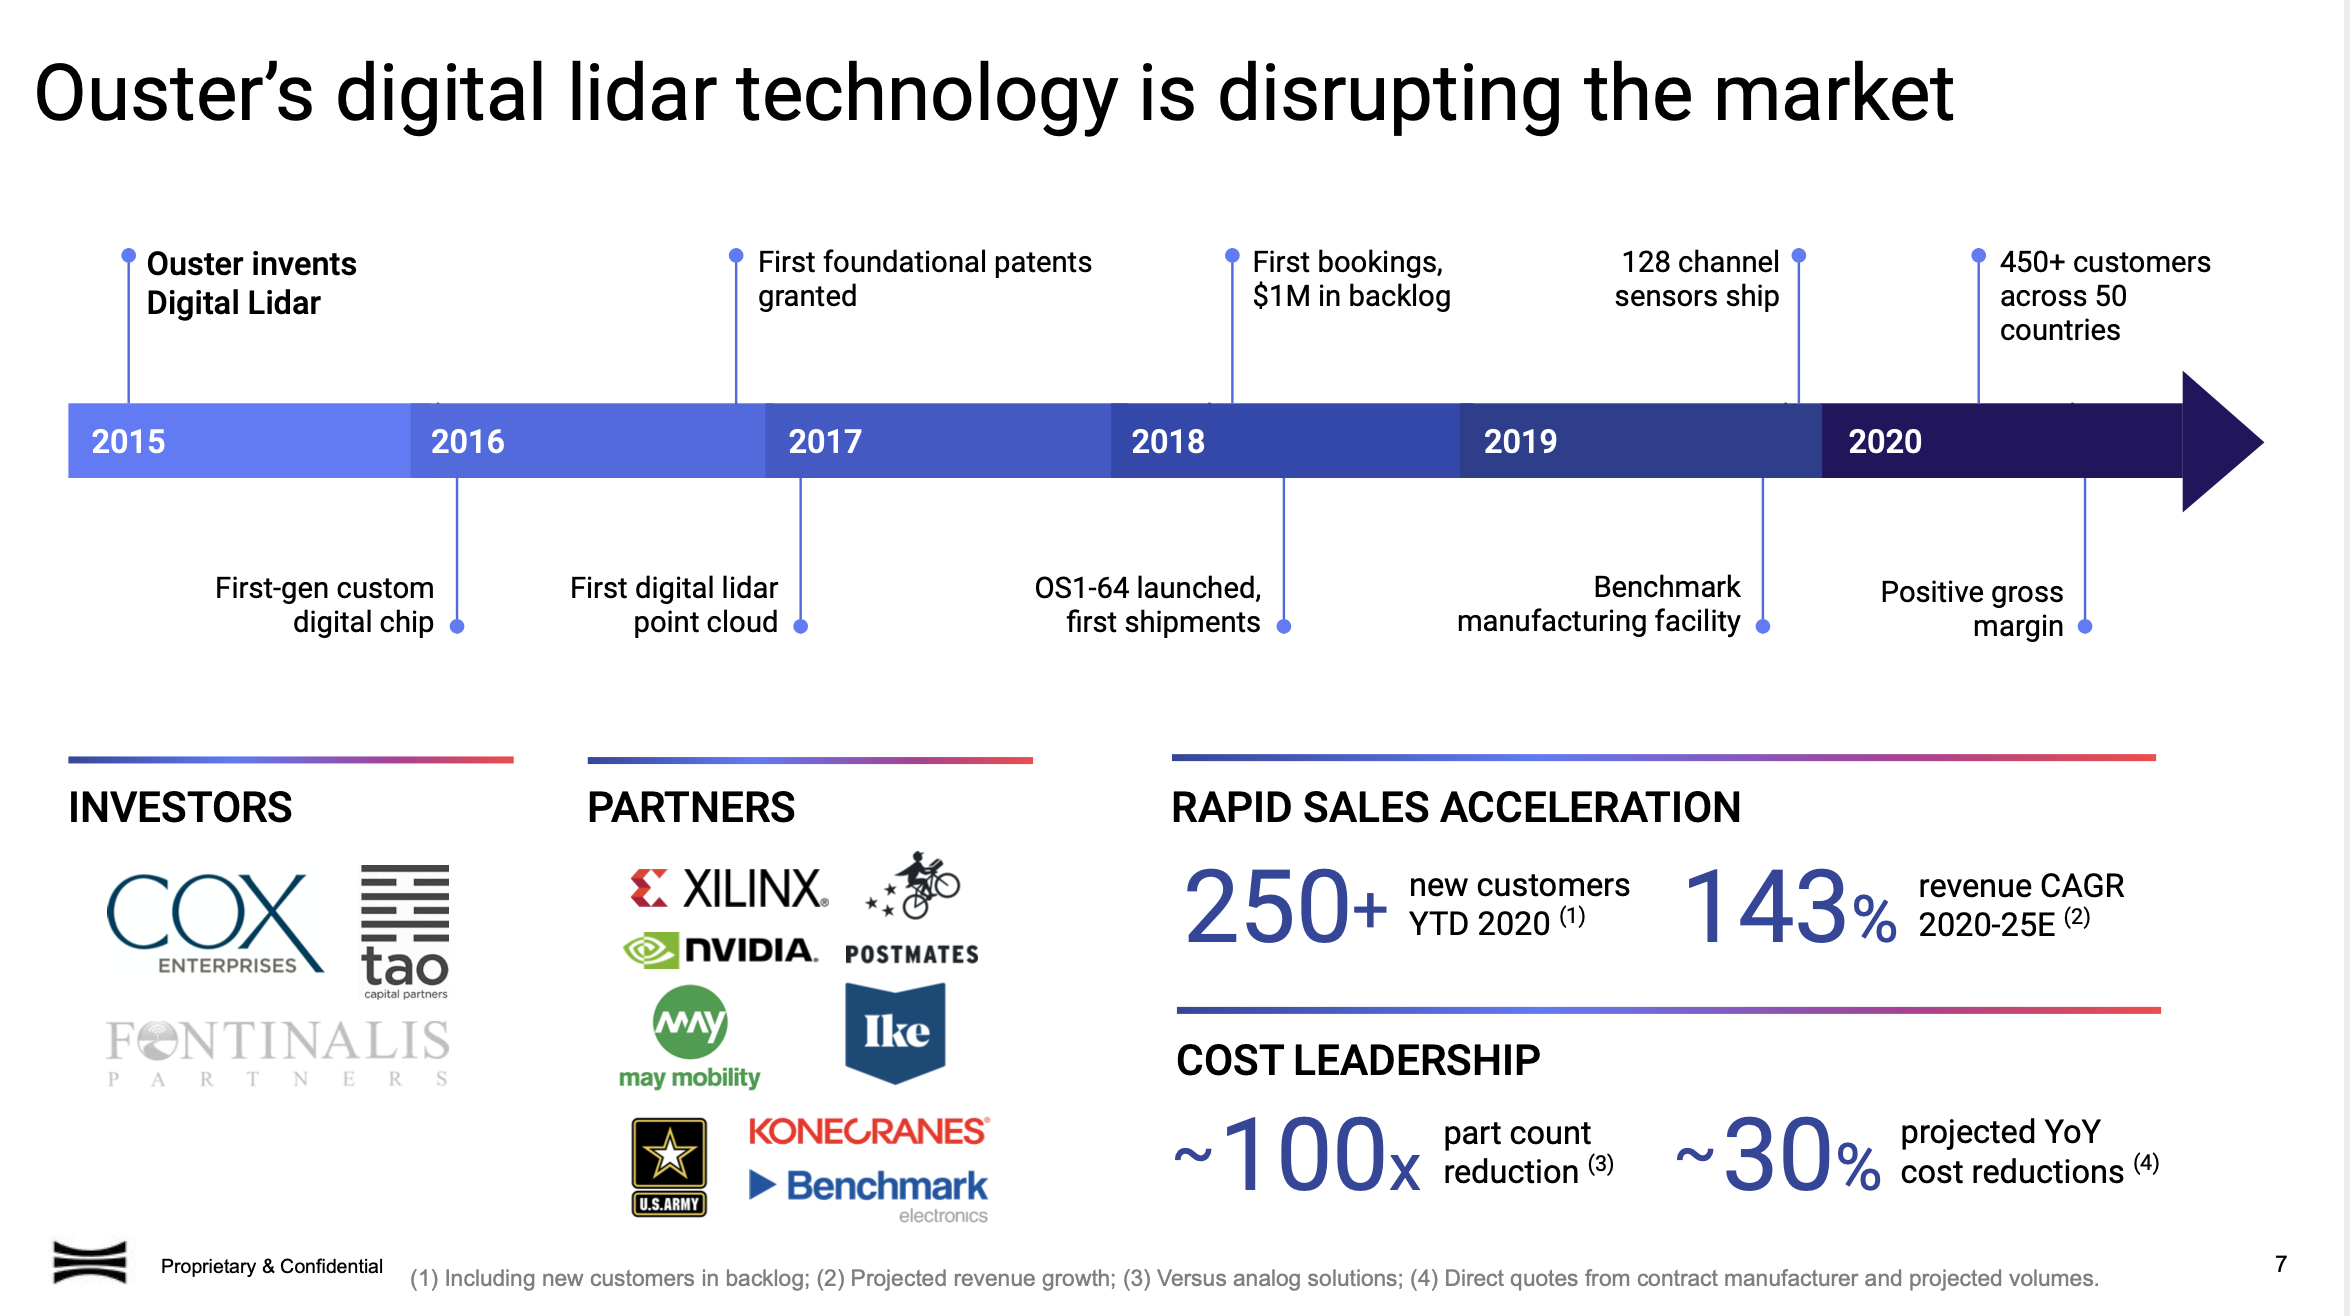 Ouster’s digital lidar technology is disrupting the market
Ouster invents
Digital Lidar
First foundational patents
granted
First bookings,
$1M in backlog
128 channel
sensors ship
450+ customers
across 50
countries
2015
2016
2017
2018
2019
2020
First-gen custom
digital chip
First digital lidar
point cloud
OS1-64 launched,
first shipments
Benchmark
manufacturing facility
Positive gross
margin
INVESTORS
COX
ENTERPRISES
tao
capital partners
FONTINALIS
PARTNERS
PARTNERS
XILINX®
POSTMATES
NVIDIA.
may
may mobility
Ike
U.S.ARMY
KONECRANES®
Benchmark
electronics
RAPID SALES ACCELERATION
250+ new customers
YTD 2020 (1)
143% revenue CAGR
2020-25E (2)
COST LEADERSHIP
~100x part count
reduction (3)
~30% projected YoY
cost reductions (4)
Proprietary & Confidential
(1) Including new customers in backlog; (2) Projected revenue growth; (3) Versus analog solutions; (4) Direct quotes from contract manufacturer and projected volumes.
7